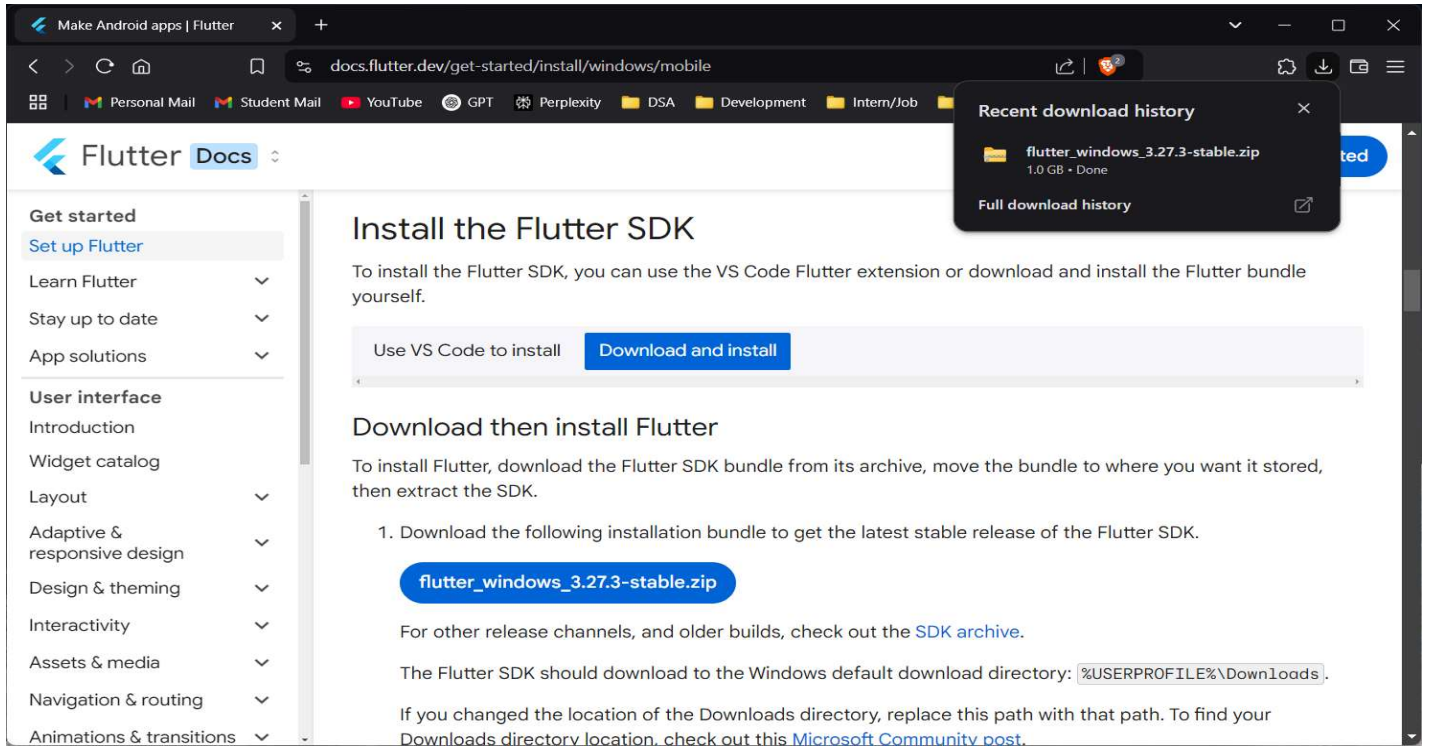 Make Android apps | Flutter
docs.flutter.dev/get-started/install/windows/mobile
2
Personal Mail
Student Mail
YouTube
GPT
Perplexity
DSA
Development
Intern/Job
Recent download history
flutter_windows_3.27.3-stable.zip
1.0 GB • Done
Full download history
Flutter Docs
ted
Get started
Set up Flutter
Learn Flutter
Stay up to date
App solutions
User interface
Introduction
Widget catalog
Layout
Adaptive &
responsive design
Design & theming
Interactivity
Assets & media
Navigation & routing
Animations & transitions
Install the Flutter SDK
To install the Flutter SDK, you can use the VS Code Flutter extension or download and install the Flutter bundle
yourself.
Use VS Code to install
Download and install
Download then install Flutter
To install Flutter, download the Flutter SDK bundle from its archive, move the bundle to where you want it stored,
then extract the SDK.
1. Download the following installation bundle to get the latest stable release of the Flutter SDK.
flutter_windows_3.27.3-stable.zip
For other release channels, and older builds, check out the SDK archive.
The Flutter SDK should download to the Windows default download directory: %USERPROFILE%\Downloads.
If you changed the location of the Downloads directory, replace this path with that path. To find your
Downloads directory location, check out this Microsoft Community post.